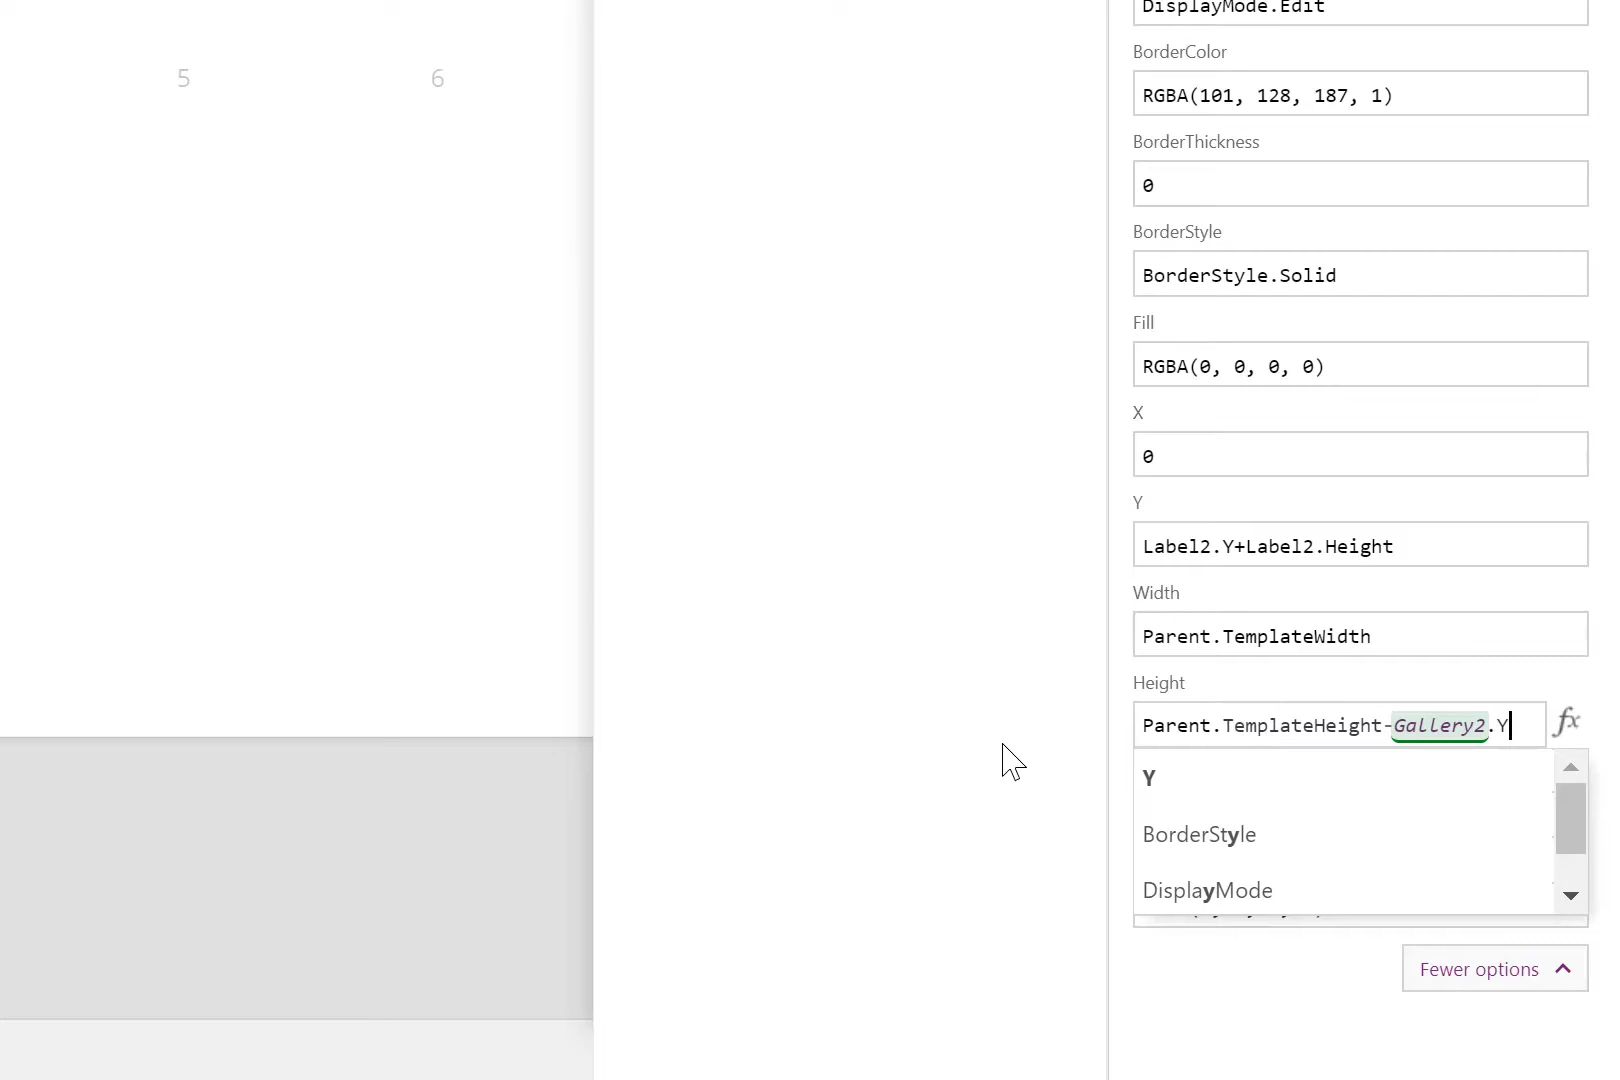 DisplayMode.Edit
5 6
BorderColor
RGBA(101, 128, 187, 1)
BorderThickness
0
BorderStyle
BorderStyle.Solid
Fill
RGBA(0, 0, 0, 0)
X
0
Y
Label2.Y+Label2.Height
Width
Parent.TemplateWidth
Height
Parent.TemplateHeight-Gallery2.Y
fx
Y
BorderStyle
DisplayMode
Fewer options